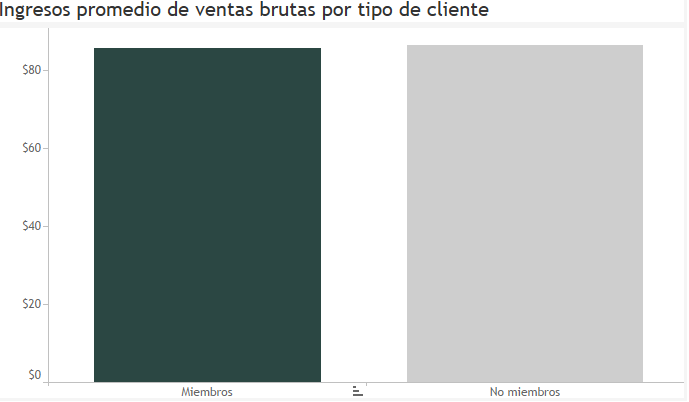 Ingresos promedio de ventas brutas por tipo de cliente
$80
$60
$40
$20
$0
Miembros
No miembros